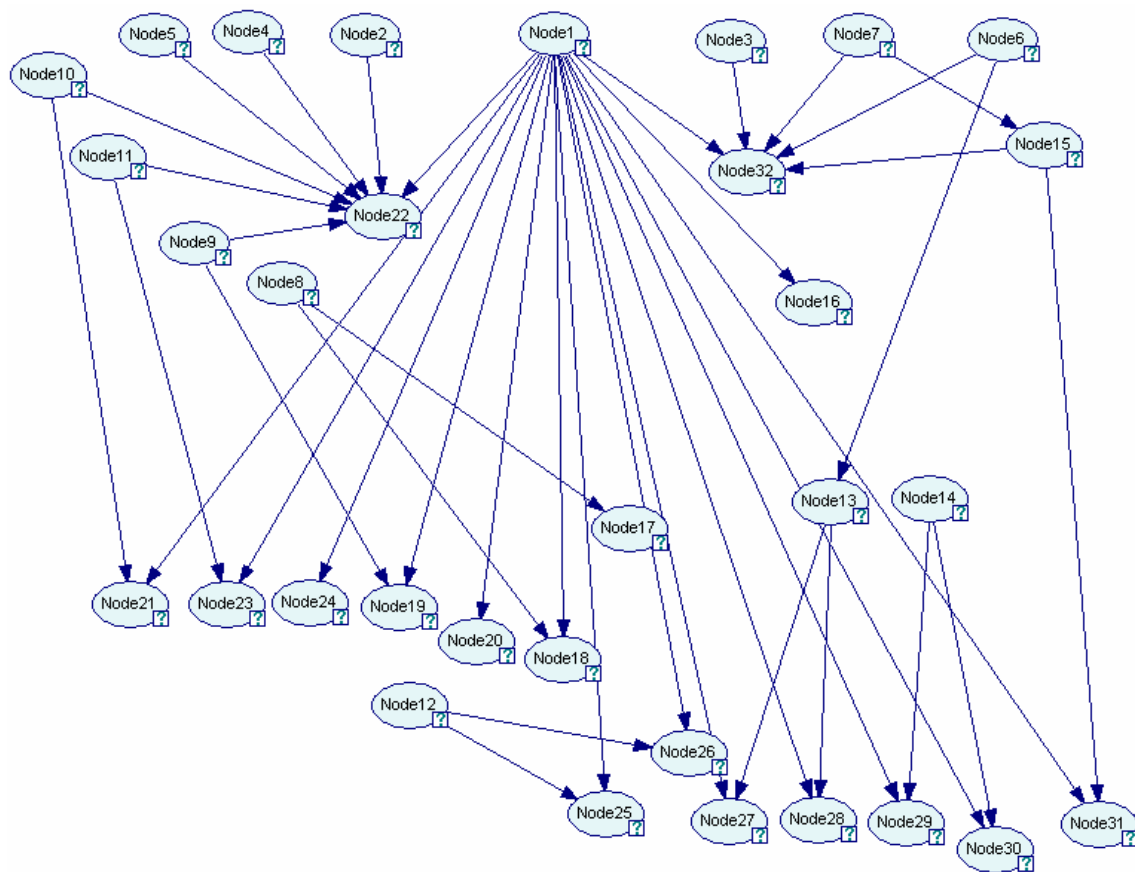 Node5
?
Node4
?
Node2
?
Node1
?
Node3
?
Node7
?
Node6
?
Node10
?
Node11
?
Node15
?
Node32
?
Node22
?
Node9
?
Node8
?
Node16
?
Node13
?
Node14
?
Node17
?
Node21
?
Node23
?
Node24
?
Node19
?
Node20
?
Node18
?
Node12
?
Node26
?
Node25
?
Node27
?
Node28
?
Node29
?
Node30
?
Node31
?